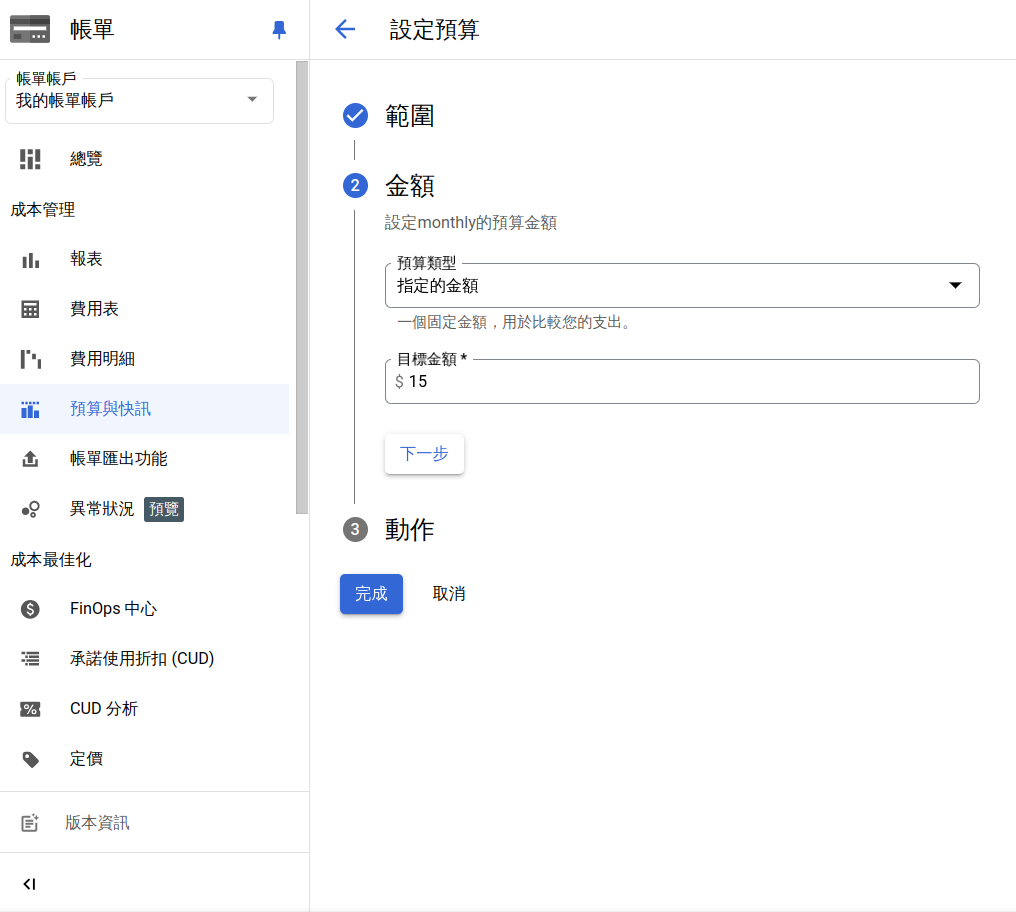 帳單
帳單帳戶
我的帳單帳戶
總覽
成本管理
報表
費用表
費用明細
預算與快訊
帳單匯出功能
異常狀況 預覽
成本最佳化
FinOps 中心
承諾使用折扣 (CUD)
CUD 分析
定價
版本資訊
設定預算
範圍
2 金額
設定monthly的預算金額
預算類型
指定的金額
一個固定金額，用於比較您的支出。
目標金額 *
$ 15
下一步
3 動作
完成 取消